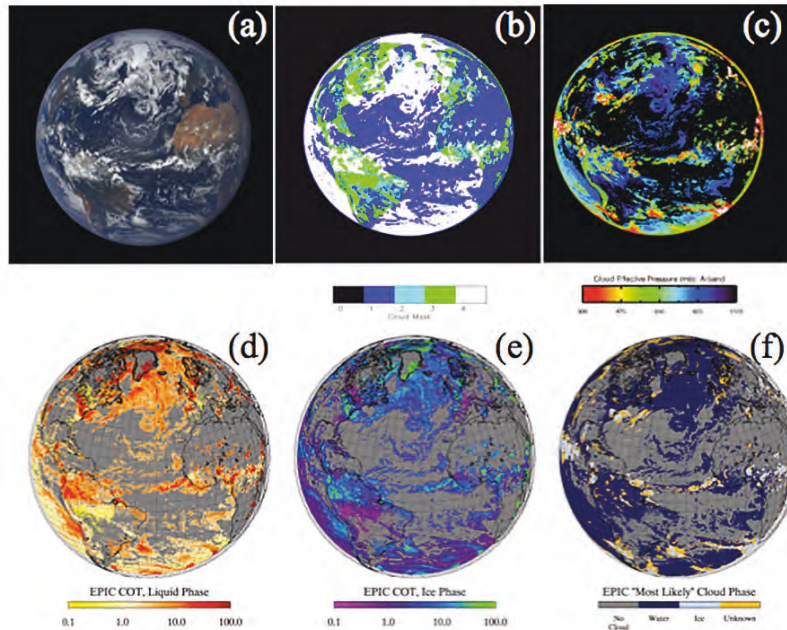 (a)
(b)
(c)
0 1 2 3 4
Cloud Mask
Cloud Effective Pressure (mb) A-band
(d)
(e)
(f)
EPIC COT, Liquid Phase
0.1 1.0 10.0 100.0
EPIC COT, Ice Phase
0.1 1.0 10.0 100.0
EPIC "Most Likely" Cloud Phase
No Cloud Water Ice Unknown